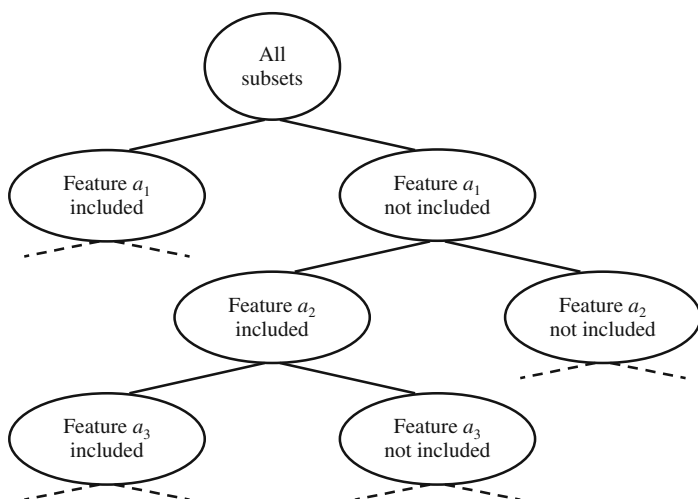 All
subsets
Feature a₁
included
Feature a₁
not included
Feature a₂
included
Feature a₂
not included
Feature a₃
included
Feature a₃
not included